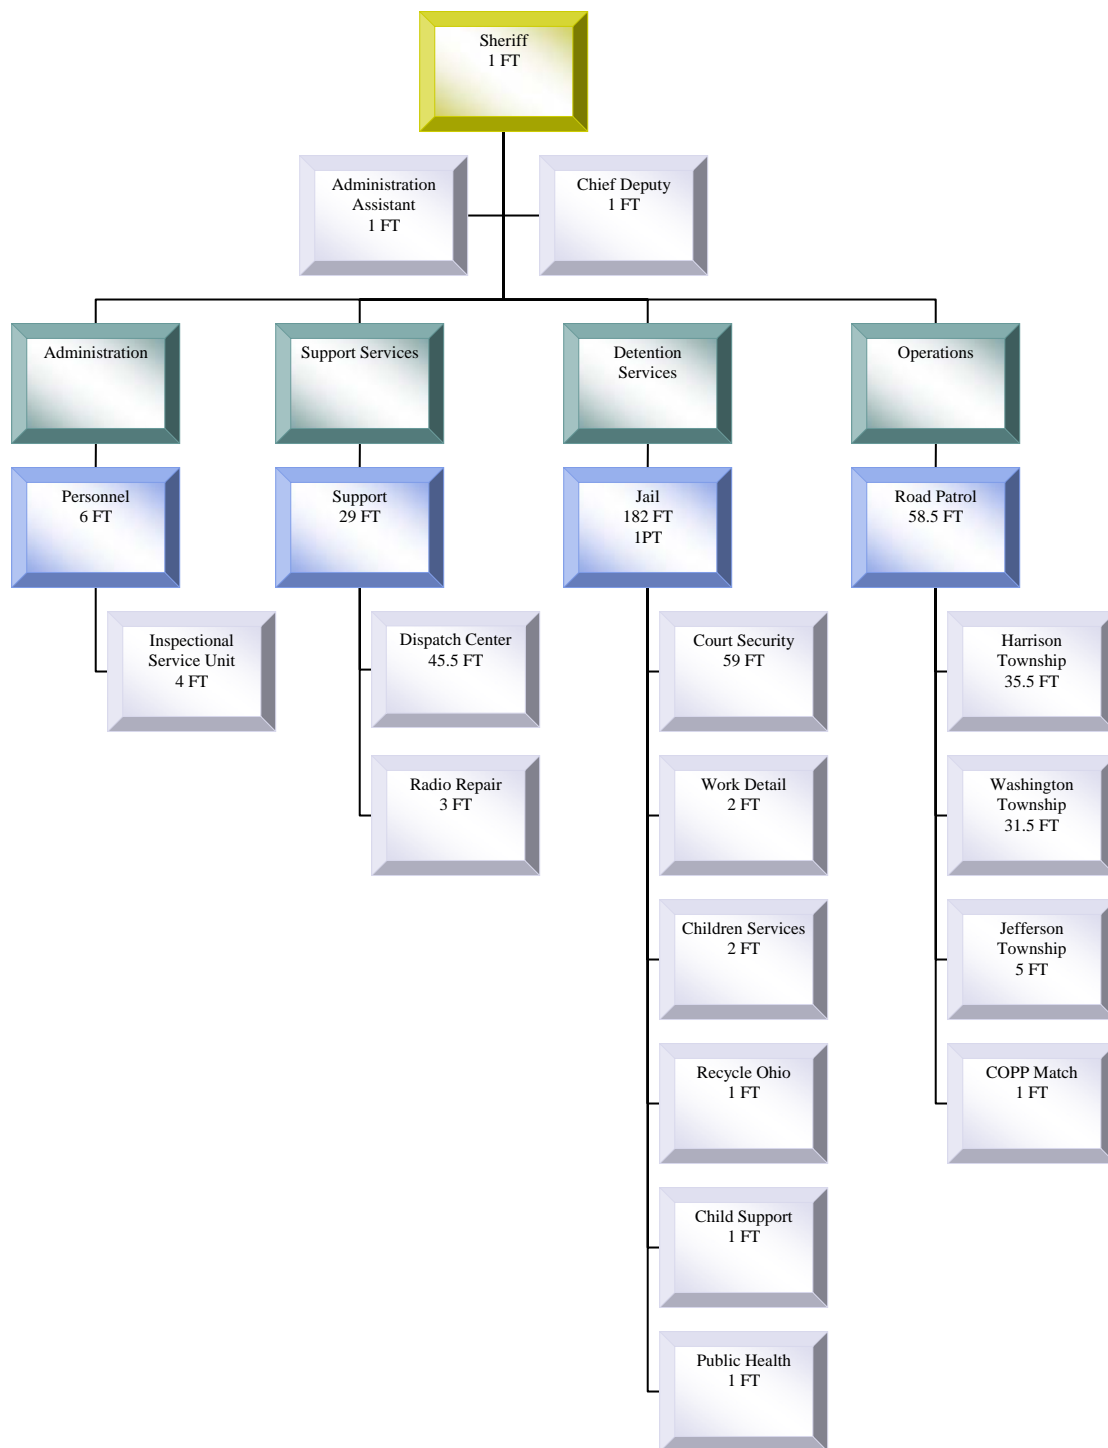 Sheriff
1 FT
Administration
Assistant
1 FT
Chief Deputy
1 FT
Administration
Support Services
Detention
Services
Operations
Personnel
6 FT
Support
29 FT
Jail
182 FT
1PT
Road Patrol
58.5 FT
Inspectional
Service Unit
4 FT
Dispatch Center
45.5 FT
Court Security
59 FT
Harrison
Township
35.5 FT
Radio Repair
3 FT
Work Detail
2 FT
Washington
Township
31.5 FT
Children Services
2 FT
Jefferson
Township
5 FT
Recycle Ohio
1 FT
COPP Match
1 FT
Child Support
1 FT
Public Health
1 FT